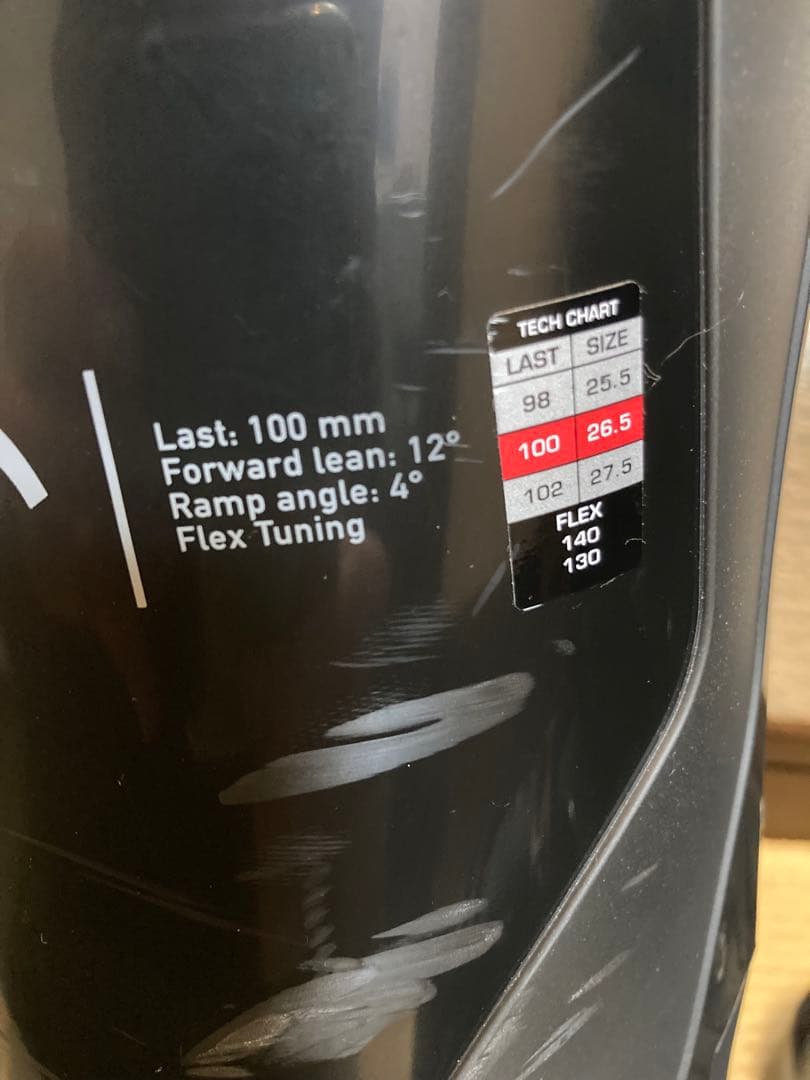 Last: 100 mm
Forward lean: 12°
Ramp angle: 4°
Flex Tuning
TECH CHART
LAST SIZE
98 25.5
100 26.5
102 27.5
FLEX
140
130